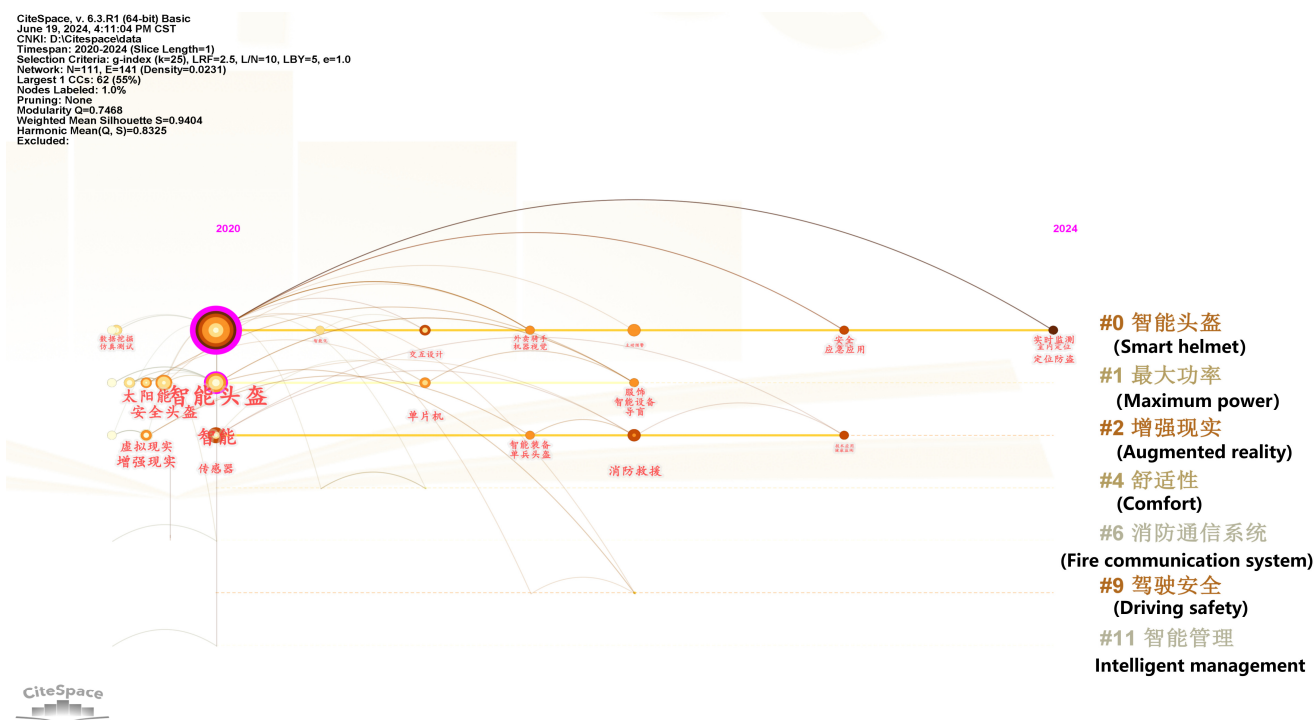 CiteSpace, v. 6.3.R1 (64-bit) Basic
June 19, 2024, 4:11:04 PM CST
CNKI: D:\Citespace\data
Timespan: 2020-2024 (Slice Length=1)
Selection Criteria: g-index (k=25), LRF=2.5, L/N=10, LBY=5, e=1.0
Network: N=111, E=141 (Density=0.0231)
Largest 1 CCs: 62 (55%)
Nodes Labeled: 1.0%
Pruning: None
Modularity Q=0.7468
Weighted Mean Silhouette S=0.9404
Harmonic Mean(Q, S)=0.8325
Excluded:
2020
2024
数据挖掘
仿真测试
交互设计
外卖骑手
机器视觉
安全
应急应用
实时监测
室内定位
定位防盗
太阳能
智能头盔
安全头盔
单片机
服饰
智能设备
导盲
智能
虚拟现实
增强现实
传感器
智能装备
单兵头盔
消防救援
#0 智能头盔
(Smart helmet)
#1 最大功率
(Maximum power)
#2 增强现实
(Augmented reality)
#4 舒适性
(Comfort)
#6 消防通信系统
(Fire communication system)
#9 驾驶安全
(Driving safety)
#11 智能管理
Intelligent management
CiteSpace